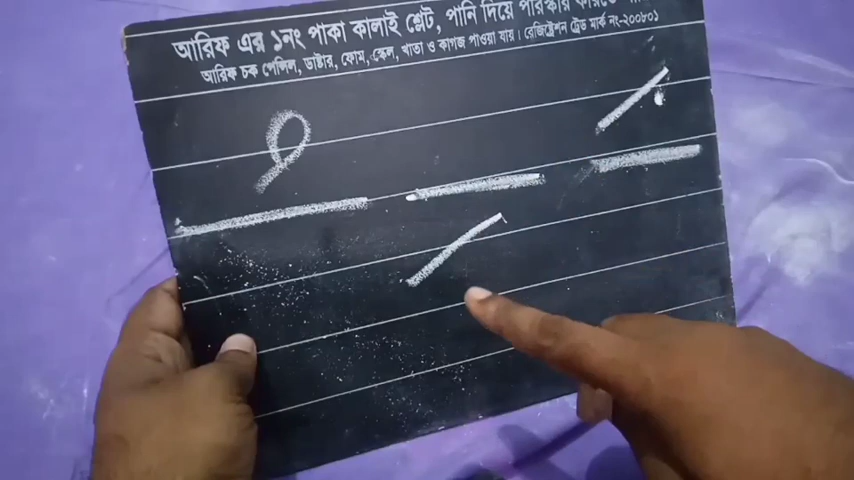 আরিফ এর ১নং পাকা কালাই শ্লেট, পানি দিয়ে পরিষ্কার
আরিফ চক পেন্সিল, ডাষ্টার, ফোম, স্কেল, খাতা ও কাগজ পাওয়া যায়। রেজিষ্ট্রেশন ট্রেড মার্ক নং-২০০৮০১